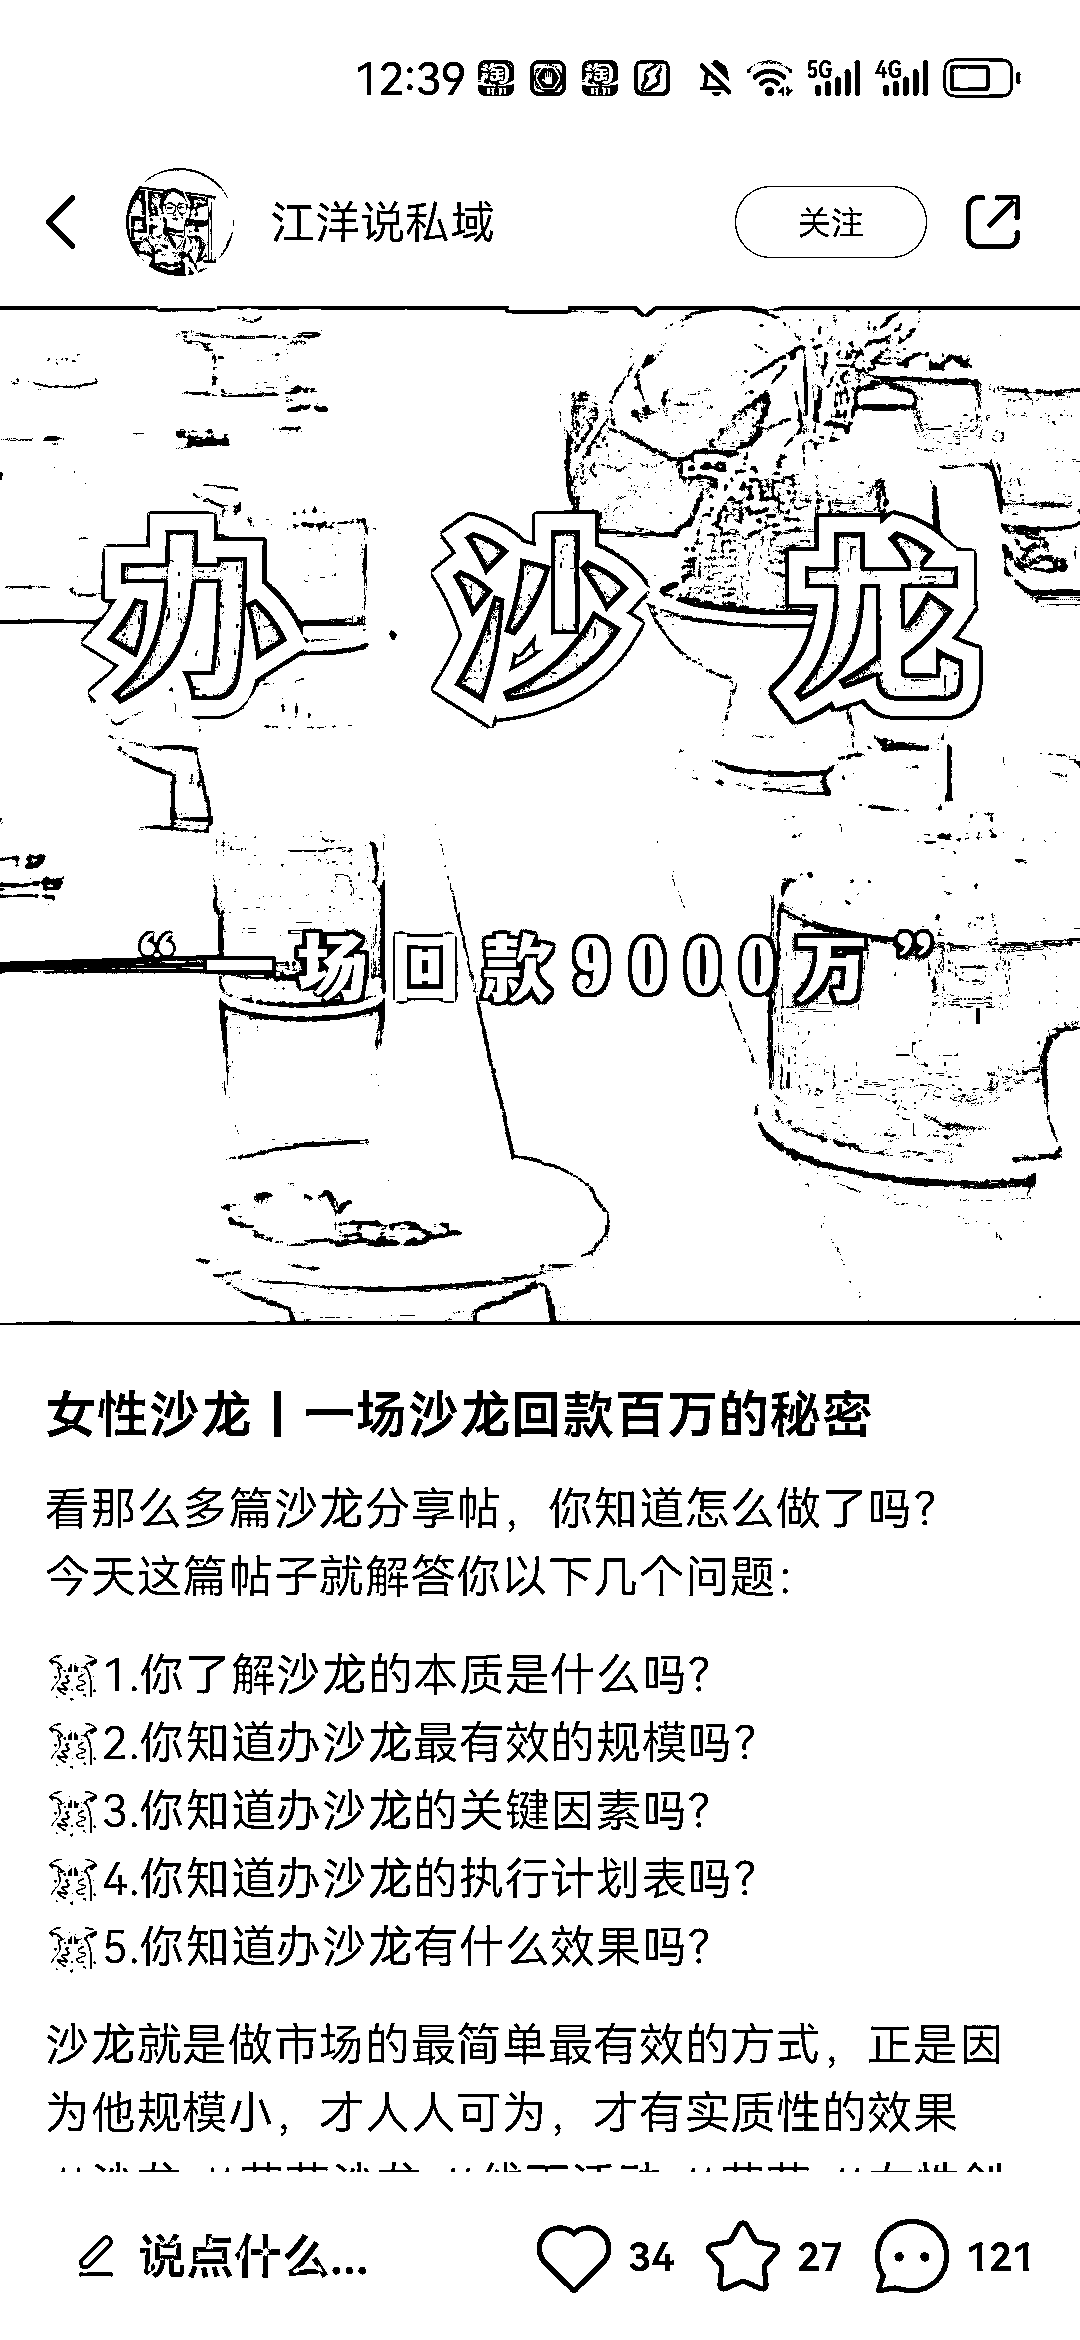 12:39 5G 4G
江洋说私域 关注
办沙龙
“一场回款9000万”
女性沙龙丨一场沙龙回款百万的秘密
看那么多篇沙龙分享帖，你知道怎么做了吗？
今天这篇帖子就解答你以下几个问题：
1.你了解沙龙的本质是什么吗？
2.你知道办沙龙最有效的规模吗？
3.你知道办沙龙的关键因素吗？
4.你知道办沙龙的执行计划表吗？
5.你知道办沙龙有什么效果吗？
沙龙就是做市场的最简单最有效的方式，正是因
为他规模小，才人人可为，才有实质性的效果
说点什么... 34 27 121